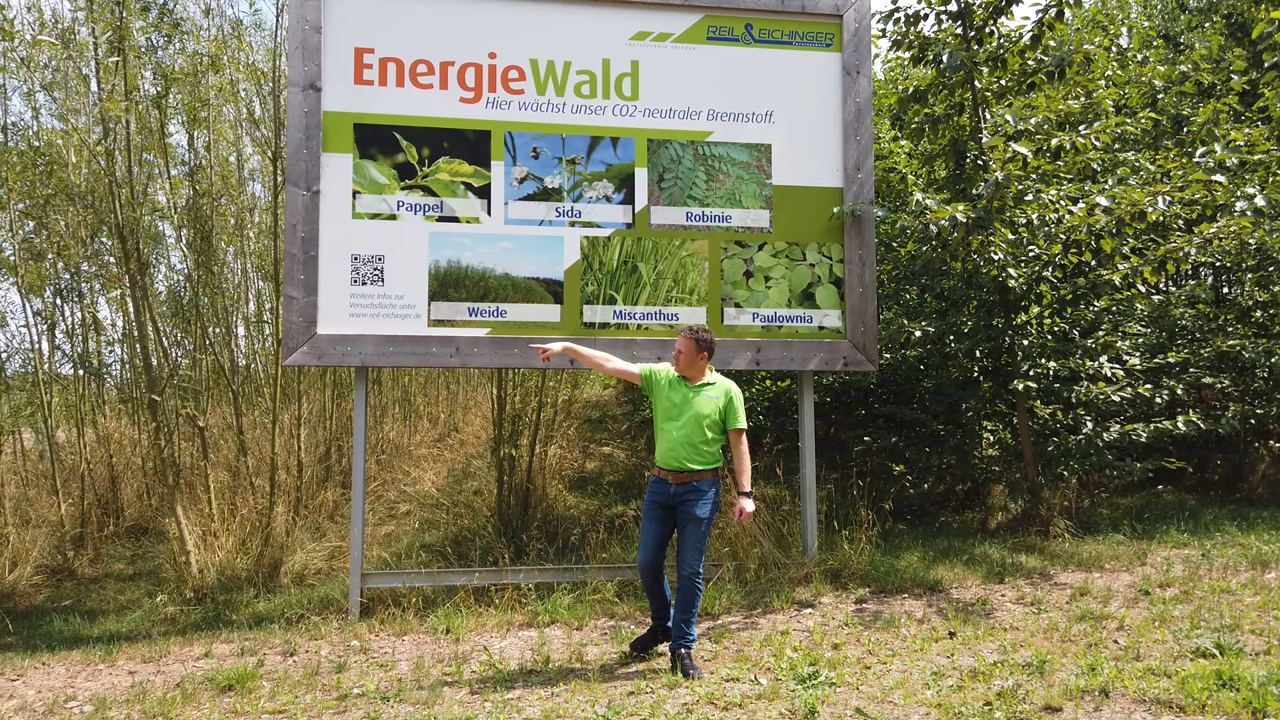 REIL & EICHINGER
Forsttechnik
EnergieWald
Hier wächst unser CO2-neutraler Brennstoff.
Pappel
Sida
Robinie
Weide
Miscanthus
Paulownia
Weitere Infos zur
Versuchsfläche unter
www.reil-eichinger.de